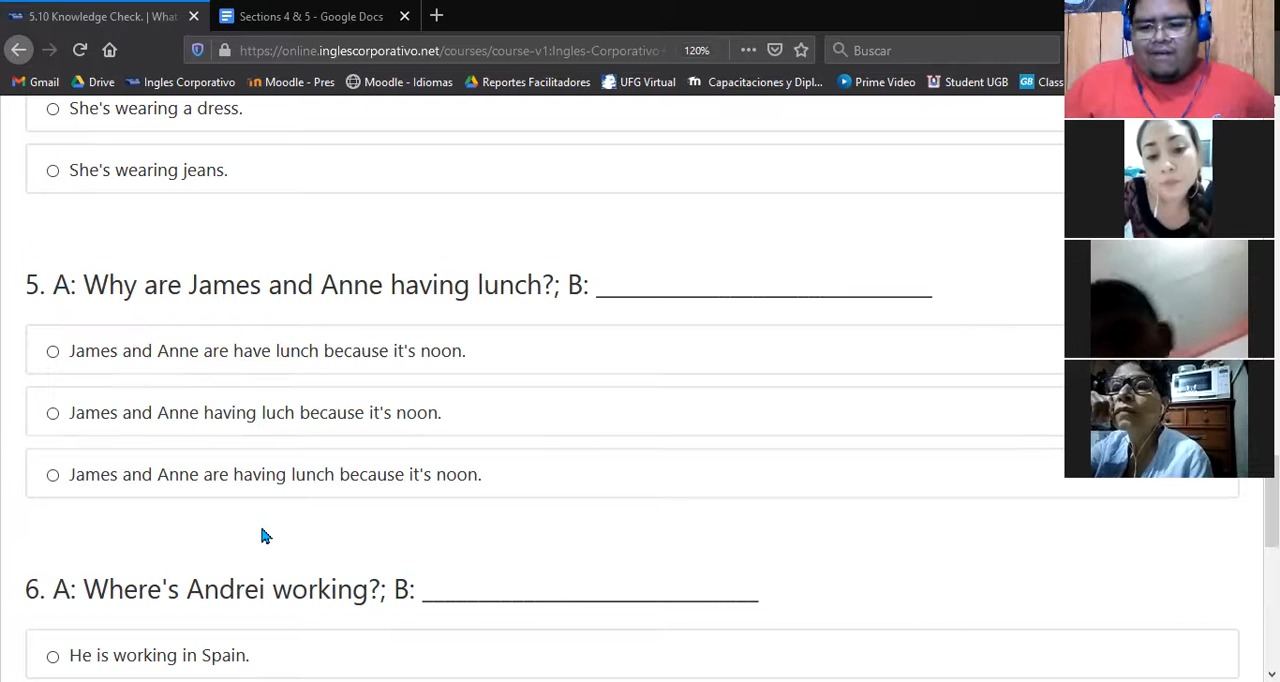 5.10 Knowledge Check. | What
Sections 4 & 5 - Google Docs
https://online.inglescorporativo.net/courses/course-v1:Ingles-Corporativo
120%
Buscar
Gmail
Drive
Ingles Corporativo
Moodle - Pres
Moodle - Idiomas
Reportes Facilitadores
UFG Virtual
Capacitaciones y Dipl...
Prime Video
Student UGB
Class
She's wearing a dress.
She's wearing jeans.
5. A: Why are James and Anne having lunch?; B: ________________________
James and Anne are have lunch because it's noon.
James and Anne having luch because it's noon.
James and Anne are having lunch because it's noon.
6. A: Where's Andrei working?; B: ________________________
He is working in Spain.